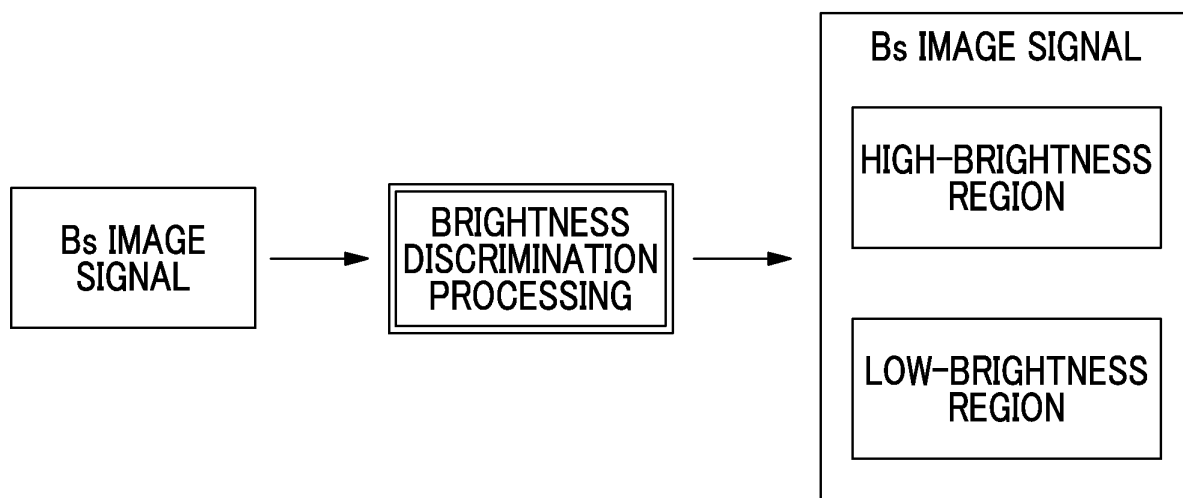 Bs IMAGE
SIGNAL
BRIGHTNESS
DISCRIMINATION
PROCESSING
Bs IMAGE SIGNAL
HIGH-BRIGHTNESS
REGION
LOW-BRIGHTNESS
REGION